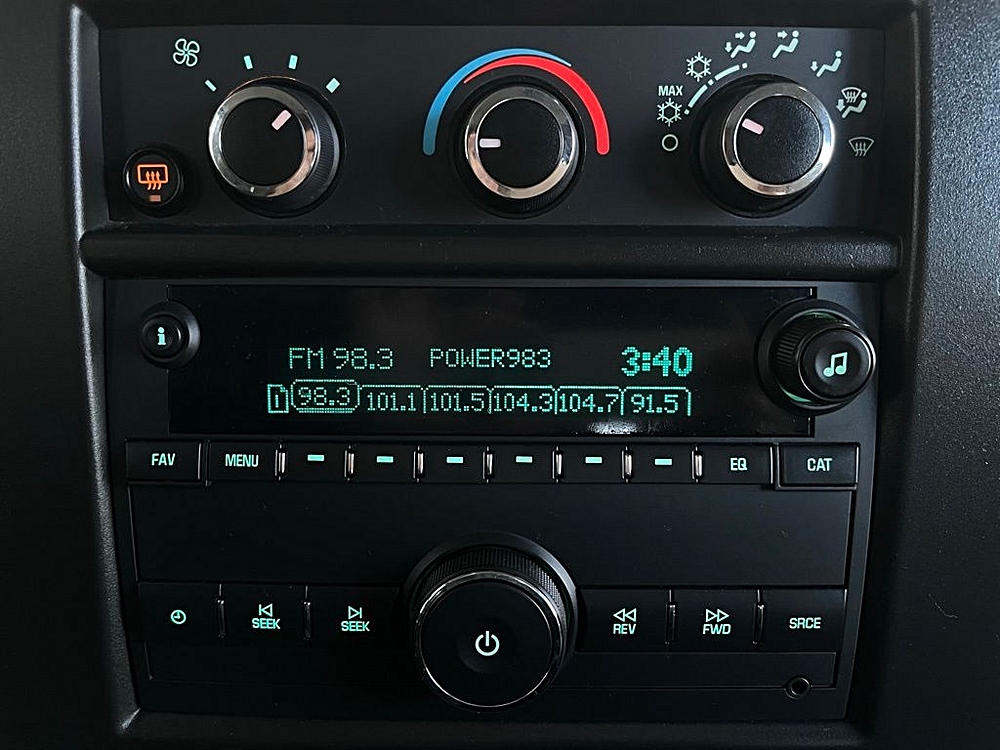 MAX
i
FM 98.3 POWER983 3:40
1 98.3 101.1 101.5 104.3 104.7 91.5
FAV MENU EQ CAT
SEEK SEEK REV FWD SRCE